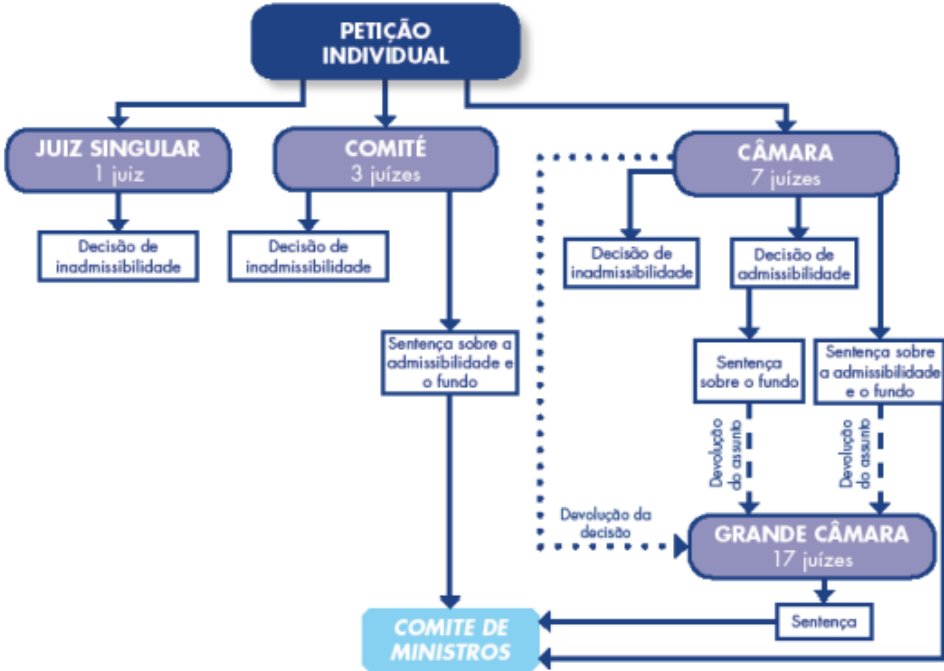 PETIÇÃO
INDIVIDUAL
JUIZ SINGULAR
1 juiz
COMITÉ
3 juízes
CÂMARA
7 juízes
Decisão de
inadmissibilidade
Decisão de
inadmissibilidade
Decisão de
inadmissibilidade
Decisão de
admissibilidade
Sentença sobre a
admissibilidade e
o fundo
Sentença
sobre o fundo
Sentença sobre
a admissibilidade
e o fundo
Devolução
do assunto
Devolução
do assunto
Devolução da
decisão
GRANDE CÂMARA
17 juízes
Sentença
COMITE DE
MINISTROS